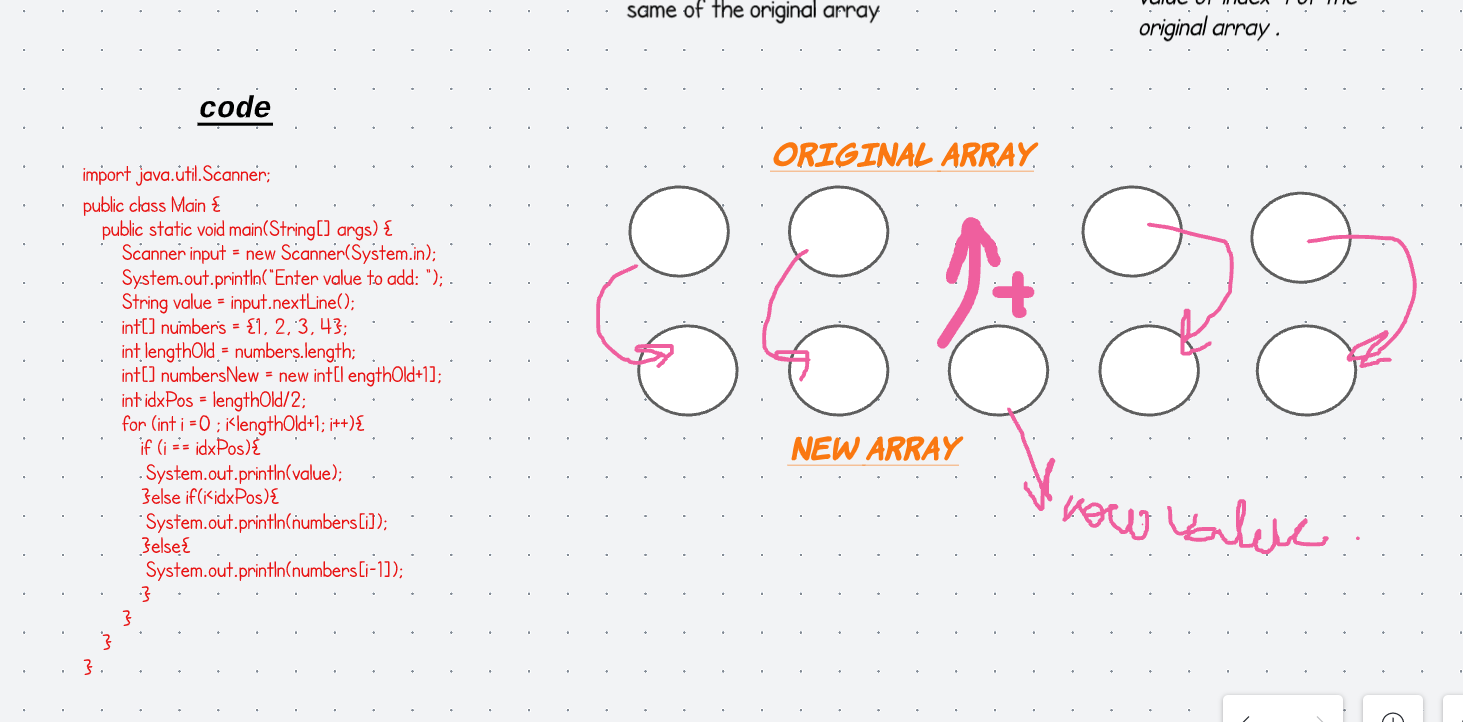 same of the original array
original array .
code
import java.util.Scanner;
public class Main {
public static void main(String[] args) {
Scanner input = new Scanner(System.in);
System.out.println("Enter value to add: ");
String value = input.nextLine();
int[] numbers = {1, 2, 3, 4};
int lengthOld = numbers.length;
int[] numbersNew = new int[l engthOld+1];
int idxPos = lengthOld/2;
for (int i =0 ; i<lengthOld+1; i++){
if (i == idxPos){
System.out.println(value);
}else if(i<idxPos){
System.out.println(numbers[i]);
}else{
System.out.println(numbers[i-1]);
}
}
}
}
ORIGINAL ARRAY
+
NEW ARRAY
value .